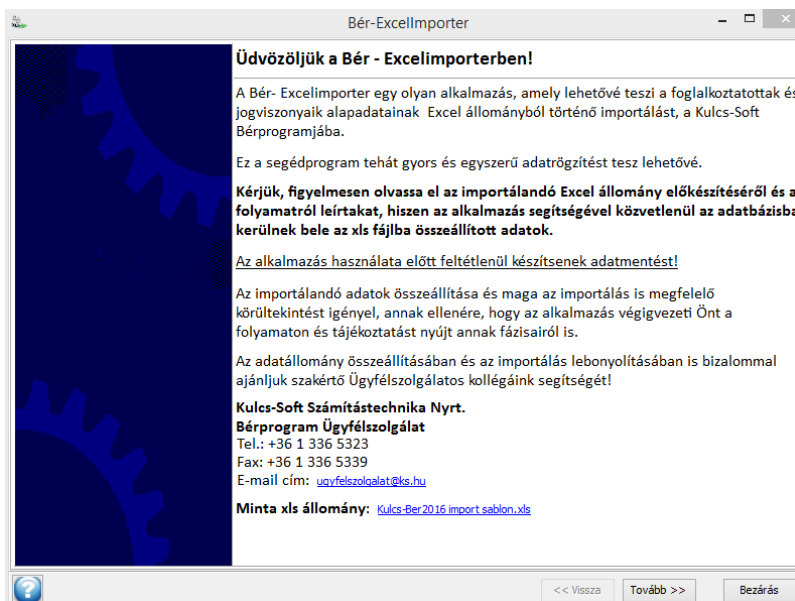 Bér-ExcelImporter
Üdvözöljük a Bér - Excelimporterben!
A Bér- Excelimporter egy olyan alkalmazás, amely lehetővé teszi a foglalkoztatottak és
jogviszonyaik alapadatainak Excel állományból történő importálást, a Kulcs-Soft
Bérprogramjába.
Ez a segédprogram tehát gyors és egyszerű adatrögzítést tesz lehetővé.
Kérjük, figyelmesen olvassa el az importálandó Excel állomány előkészítéséről és a
folyamatról leírtakat, hiszen az alkalmazás segítségével közvetlenül az adatbázisba
kerülnek bele az xls fájlba összeállított adatok.
Az alkalmazás használata előtt feltétlenül készítsenek adatmentést!
Az importálandó adatok összeállítása és maga az importálás is megfelelő
körültekintést igényel, annak ellenére, hogy az alkalmazás végigvezeti Önt a
folyamaton és tájékoztatást nyújt annak fázisairól is.
Az adatállomány összeállításában és az importálás lebonyolításában is bizalommal
ajánljuk szakértő Ügyfélszolgálatos kollégáink segítségét!
Kulcs-Soft Számítástechnika Nyrt.
Bérprogram Ügyfélszolgálat
Tel.: +36 1 336 5323
Fax: +36 1 336 5339
E-mail cím: ugyfelszolgalat@ks.hu
Minta xls állomány: Kulcs-Ber2016 import sablon.xls
<< Vissza Tovább >> Bezárás